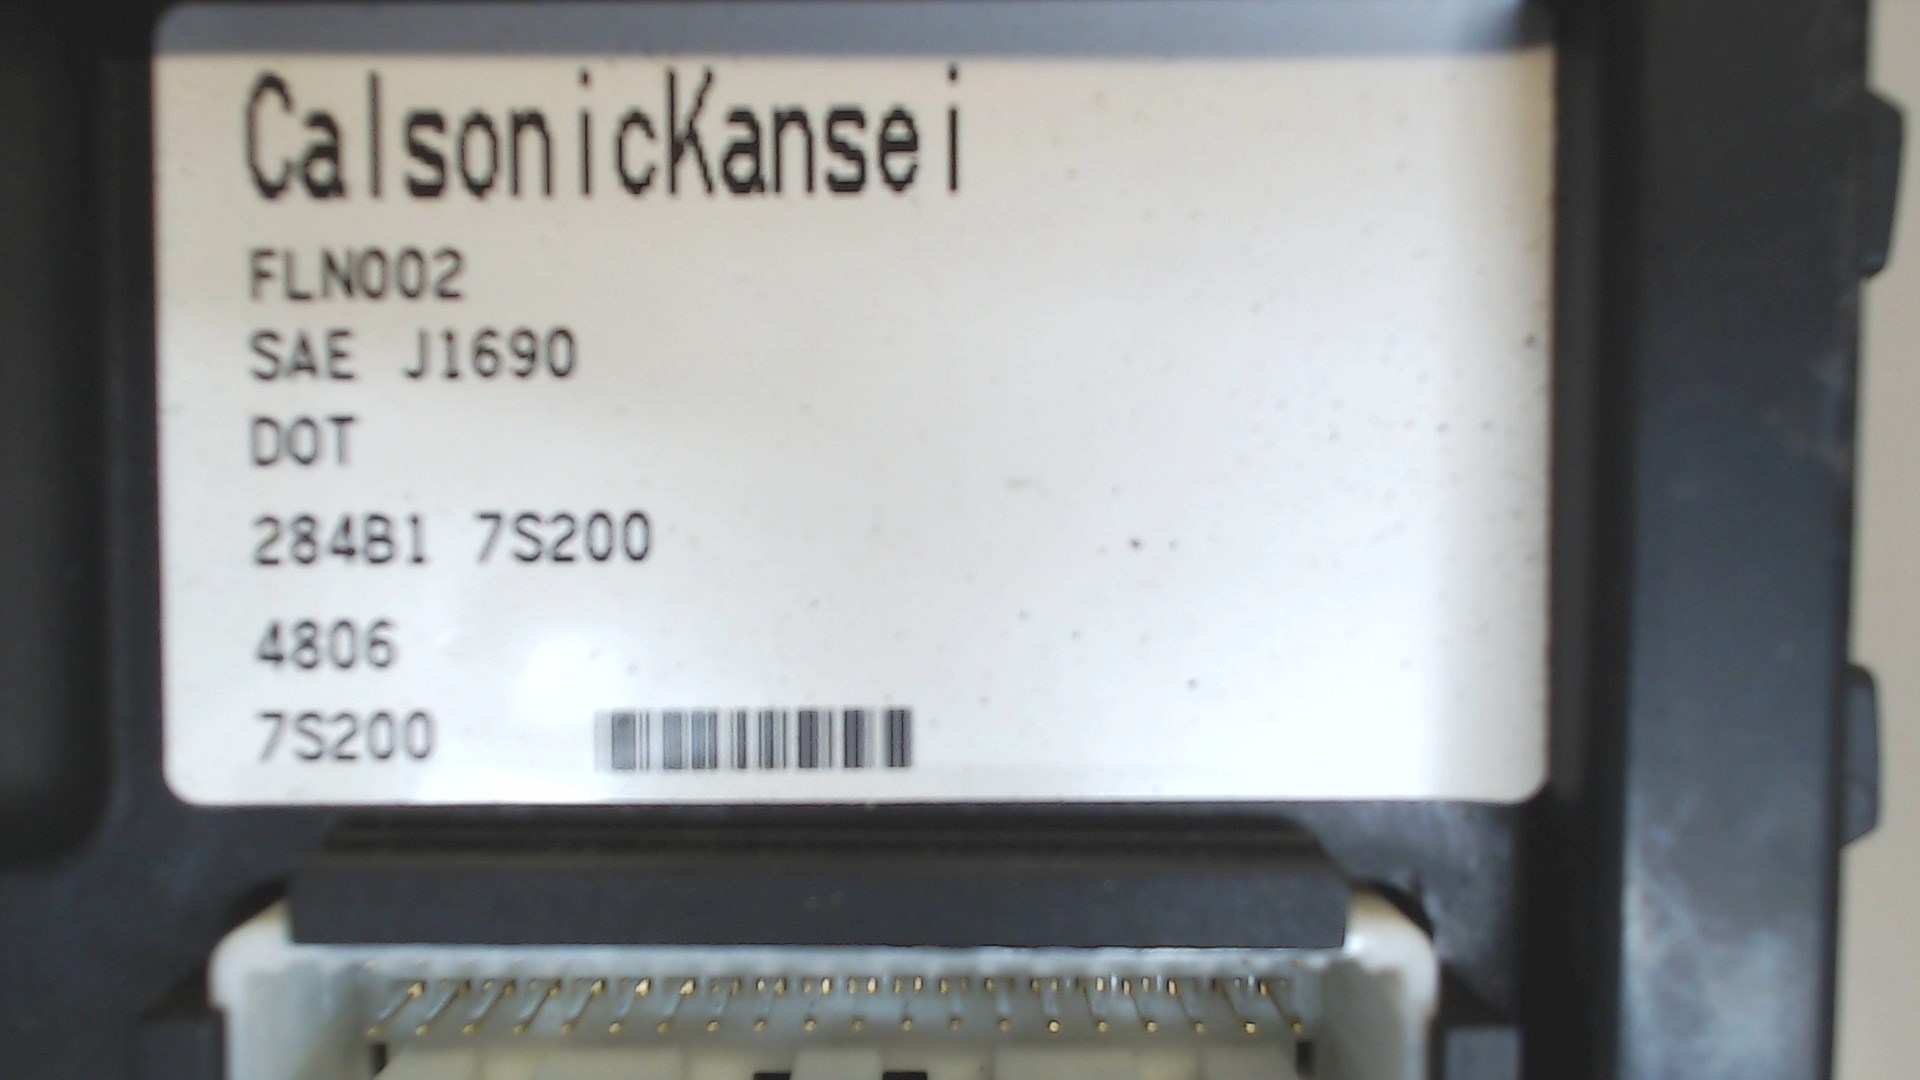 CalsonicKansei
FLN002
SAE J1690
DOT
284B1 7S200
4806
7S200